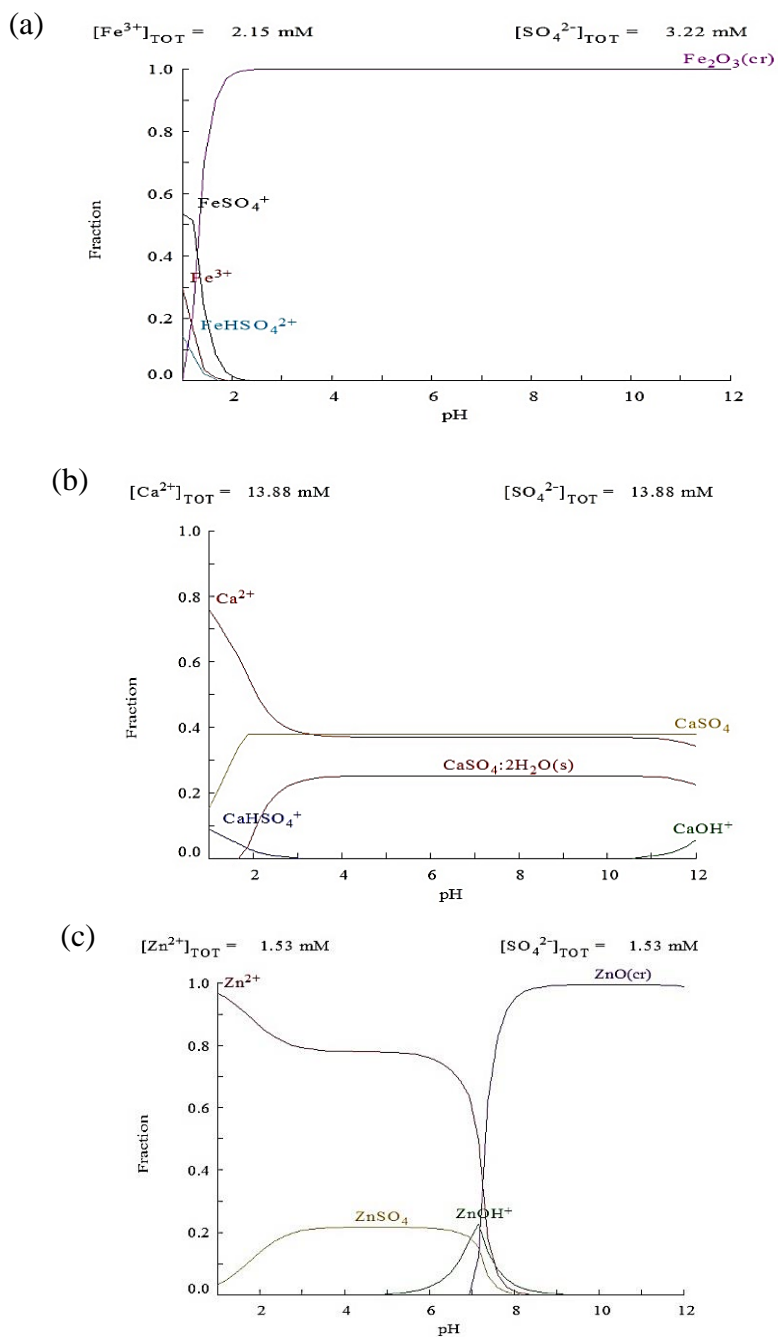 (a)
[Fe³⁺]TOT = 2.15 mM [SO₄²⁻]TOT = 3.22 mM
Fe₂O₃(cr)
1.0
0.8
0.6
FeSO₄⁺
0.4
Fe³⁺
0.2
FeHSO₄²⁺
0.0
Fraction
2 4 6 8 10 12
pH
(b)
[Ca²⁺]TOT = 13.88 mM [SO₄²⁻]TOT = 13.88 mM
1.0
0.8
Ca²⁺
0.6
0.4
CaSO₄
CaSO₄:2H₂O(s)
0.2
CaHSO₄⁺ CaOH⁺
0.0
Fraction
2 4 6 8 10 12
pH
(c)
[Zn²⁺]TOT = 1.53 mM [SO₄²⁻]TOT = 1.53 mM
Zn²⁺ ZnO(cr)
1.0
0.8
0.6
0.4
ZnSO₄ ZnOH⁺
0.2
0.0
Fraction
2 4 6 8 10 12
pH